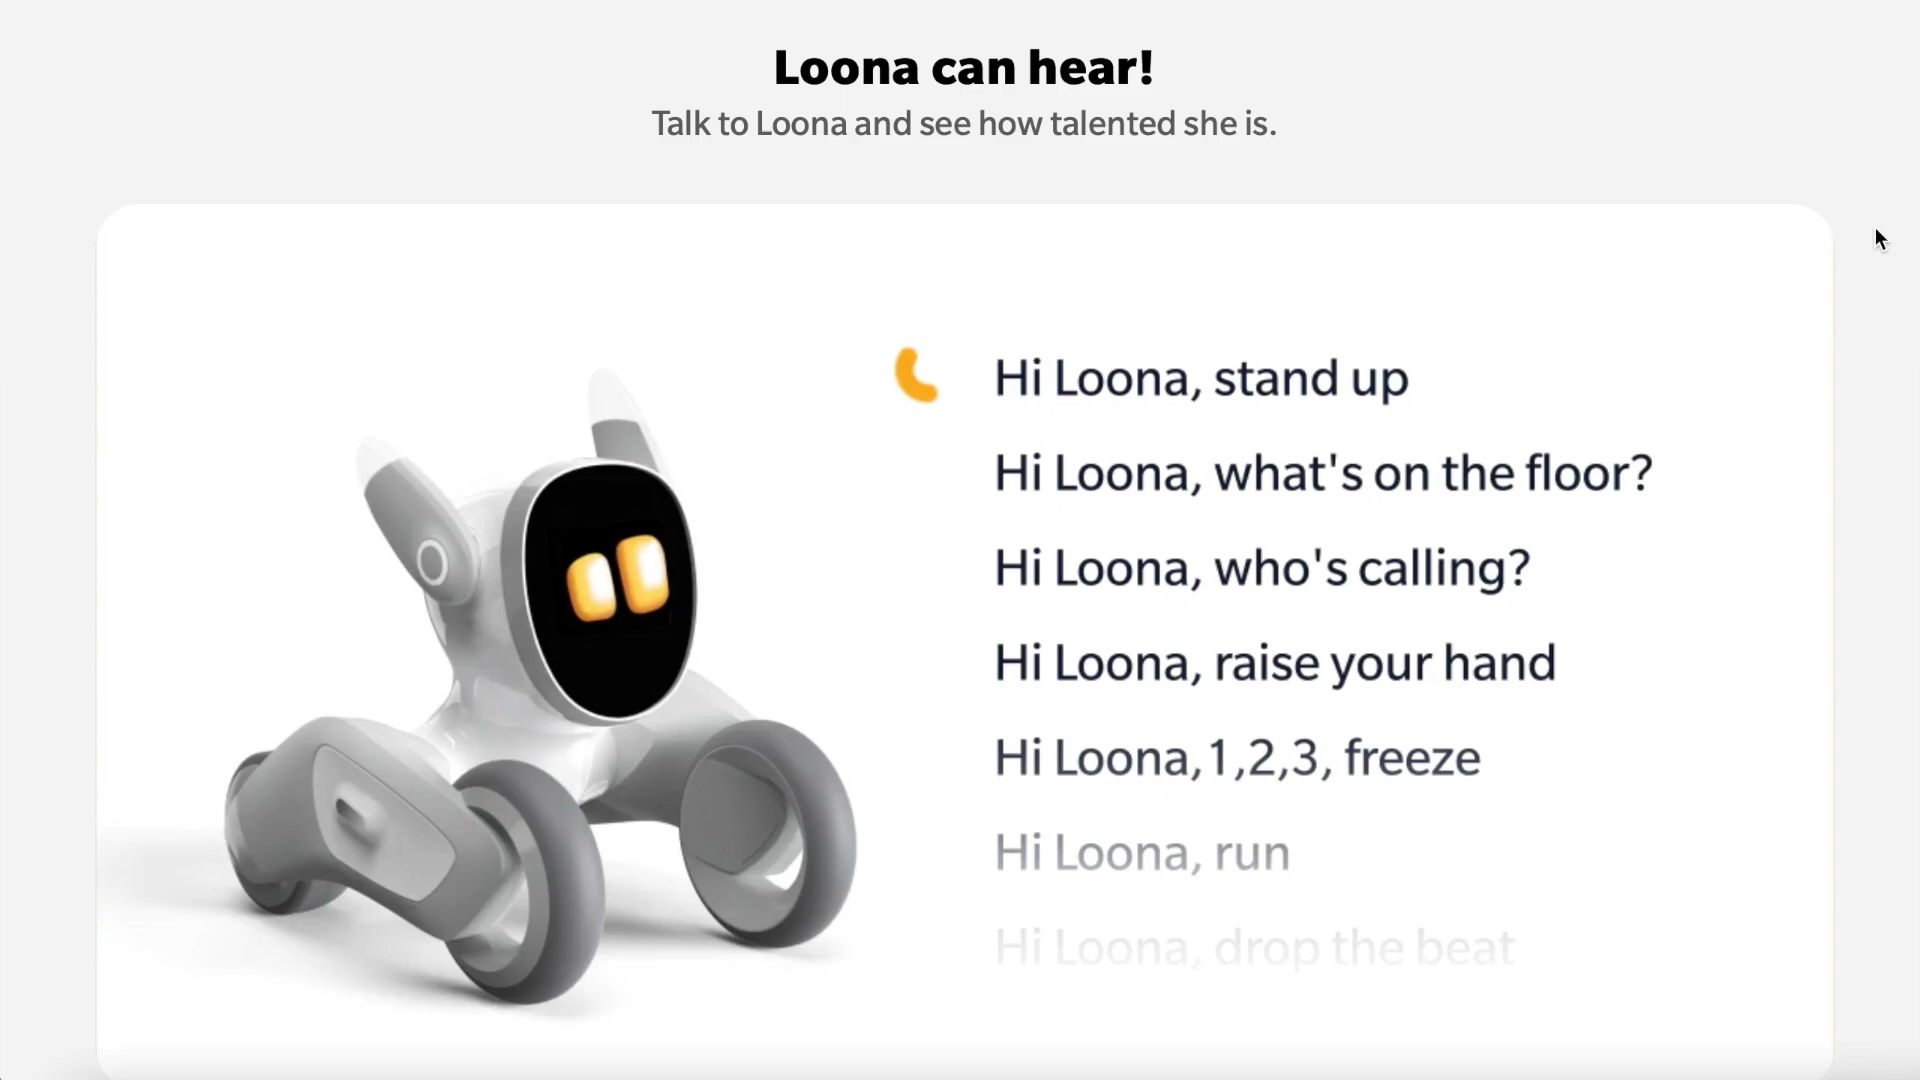 Loona can hear!
Talk to Loona and see how talented she is.
Hi Loona, stand up
Hi Loona, what's on the floor?
Hi Loona, who's calling?
Hi Loona, raise your hand
Hi Loona,1,2,3, freeze
Hi Loona, run
Hi Loona, drop the beat